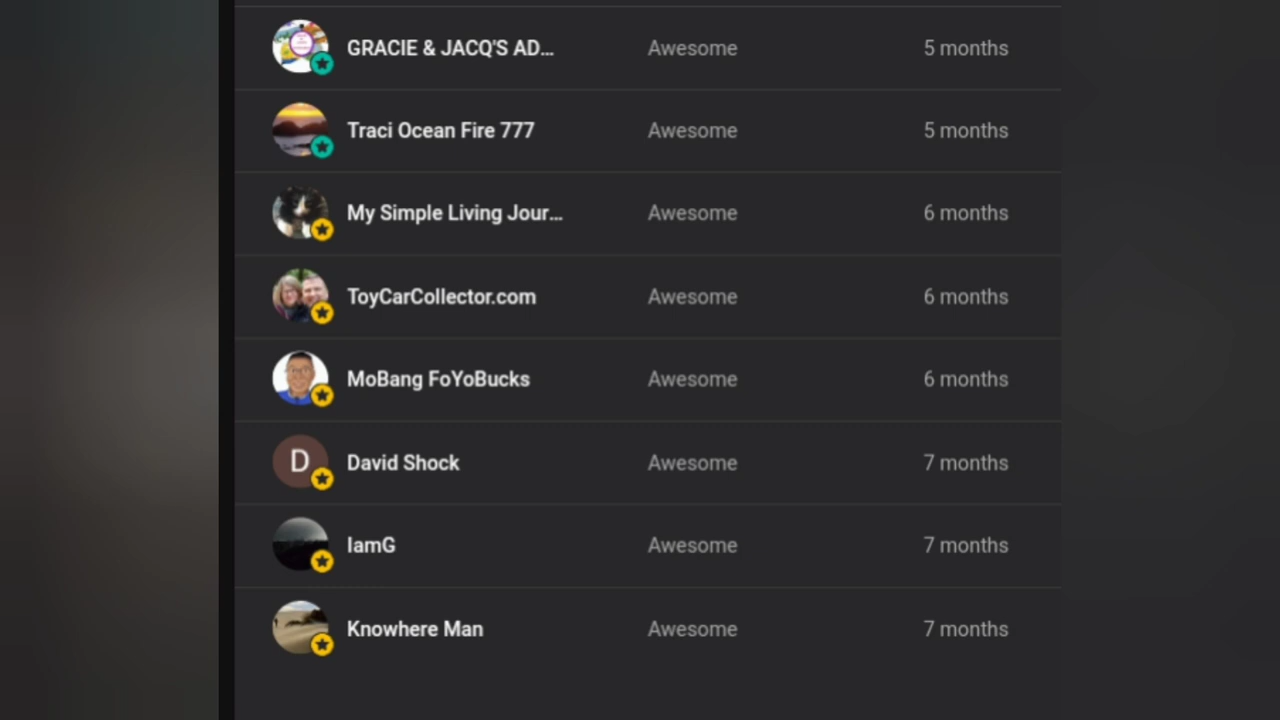 GRACIE & JACQ'S AD... Awesome 5 months
Traci Ocean Fire 777 Awesome 5 months
My Simple Living Jour... Awesome 6 months
ToyCarCollector.com Awesome 6 months
MoBang FoYoBucks Awesome 6 months
D David Shock Awesome 7 months
IamG Awesome 7 months
Knowhere Man Awesome 7 months